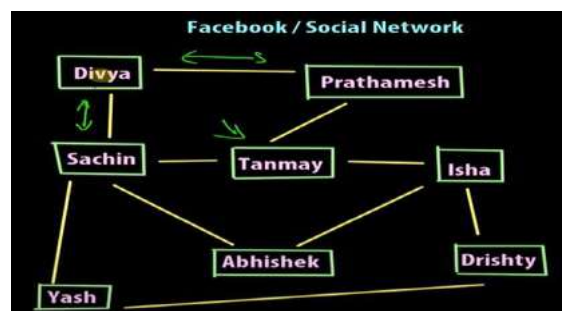 Facebook / Social Network
Divya
Prathamesh
Sachin
Tanmay
Isha
Abhishek
Drishty
Yash